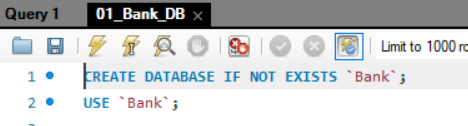 Query 1
01_Bank_DB
Limit to 1000 ro
1 CREATE DATABASE IF NOT EXISTS `Bank`;
2 USE `Bank`;